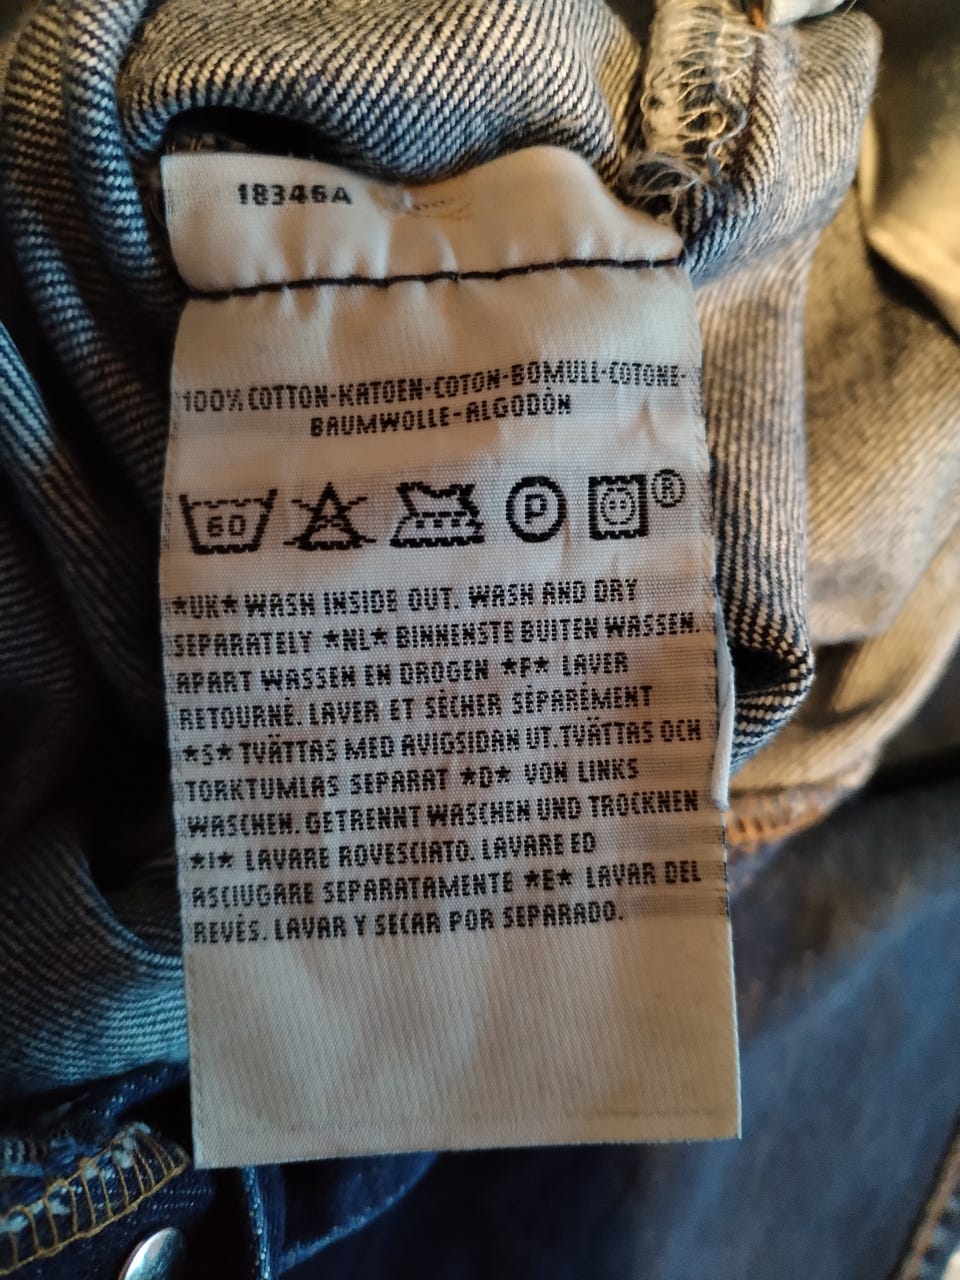 18346A
100% COTTON-KATOEN-COTON-BOMULL-COTONE-
BAUMWOLLE-ALGODÓN
60 P ®
*UK* WASH INSIDE OUT. WASH AND DRY
SEPARATELY *NL* BINNENSTE BUITEN WASSEN.
APART WASSEN EN DROGEN *F* LAVER
RETOURNÉ. LAVER ET SÈCHER SÉPARÉMENT
*S* TVÄTTAS MED AVIGSIDAN UT.TVÄTTAS OCH
TORKTUMLAS SEPARAT *D* VON LINKS
WASCHEN. GETRENNT WASCHEN UND TROCKNEN
*I* LAVARE ROVESCIATO. LAVARE ED
ASCIUGARE SEPARATAMENTE *E* LAVAR DEL
REVÉS. LAVAR Y SECAR POR SEPARADO.